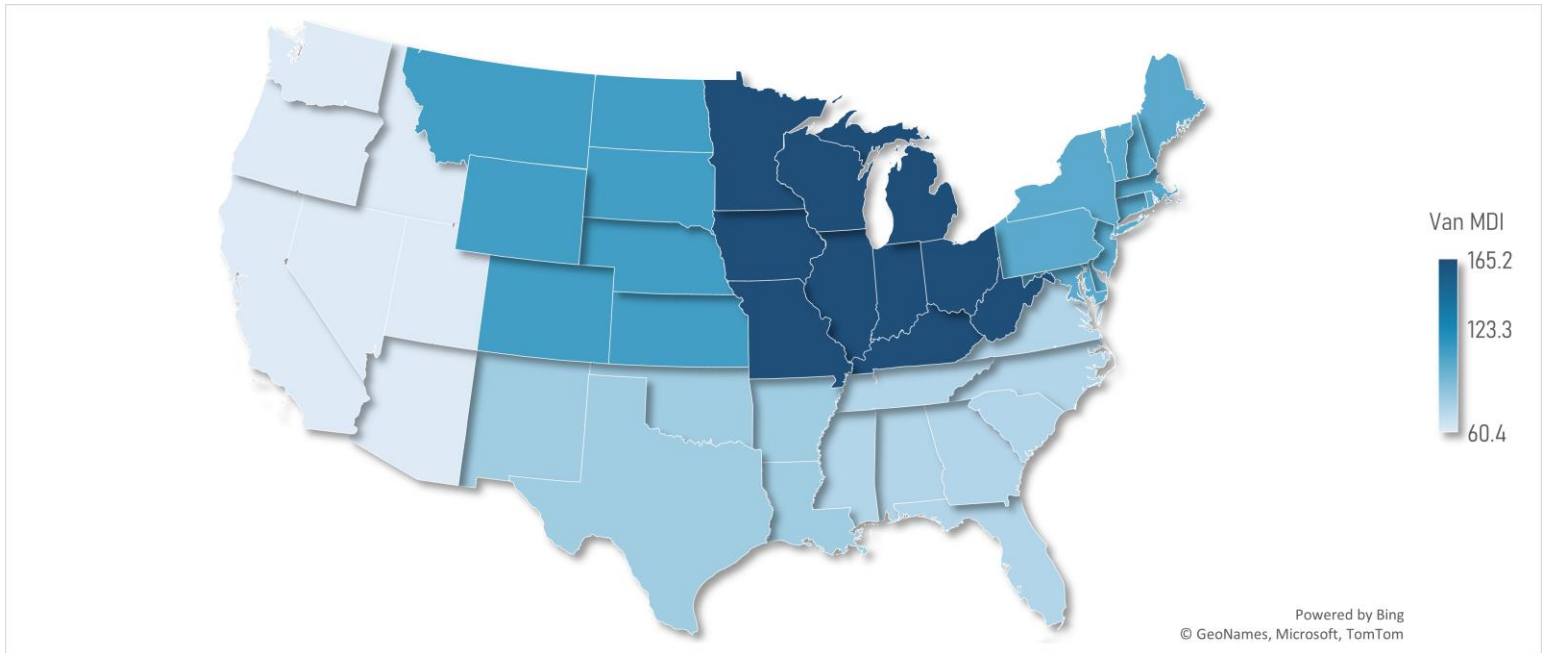 Van MDI
165.2
123.3
60.4
Powered by Bing
© GeoNames, Microsoft, TomTom